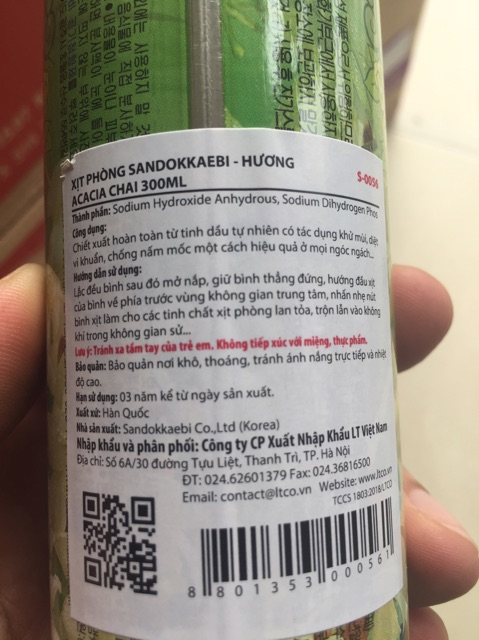 XỊT PHÒNG SANDOKKAEBI - HƯƠNG
ACACIA CHAI 300ML
S-0056
Thành phần: Sodium Hydroxide Anhydrous, Sodium Dihydrogen Phos
Công dụng:
Chiết xuất hoàn toàn từ tinh dầu tự nhiên có tác dụng khử mùi, diệt
vi khuẩn, chống nấm mốc một cách hiệu quả ở mọi ngóc ngách...
Hướng dẫn sử dụng:
Lắc đều bình sau đó mở nắp, giữ bình thẳng đứng, hướng đầu xịt
của bình về phía trước vùng không gian trung tâm, nhấn nhẹ nút
bình xịt làm cho các tinh chất xịt phòng lan tỏa, trộn lẫn vào không
khí trong không gian sử...
Lưu ý: Tránh xa tầm tay của trẻ em. Không tiếp xúc với miệng, thực phẩm.
Bảo quản: Bảo quản nơi khô, thoáng, tránh ánh nắng trực tiếp và nhiệt
độ cao.
Hạn sử dụng: 03 năm kể từ ngày sản xuất.
Xuất xứ: Hàn Quốc
Nhà sản xuất: Sandokkaebi Co.,Ltd (Korea)
Nhập khẩu và phân phối: Công ty CP Xuất Nhập Khẩu LT Việt Nam
Địa chỉ: Số 6A/30 đường Tựu Liệt, Thanh Trì, TP. Hà Nội
ĐT: 024.62601379 Fax: 024.36816500
Email: contact@ltco.vn Website: www.ltco.vn
TCCS 1803:2018/LTCO
8 801353 000561